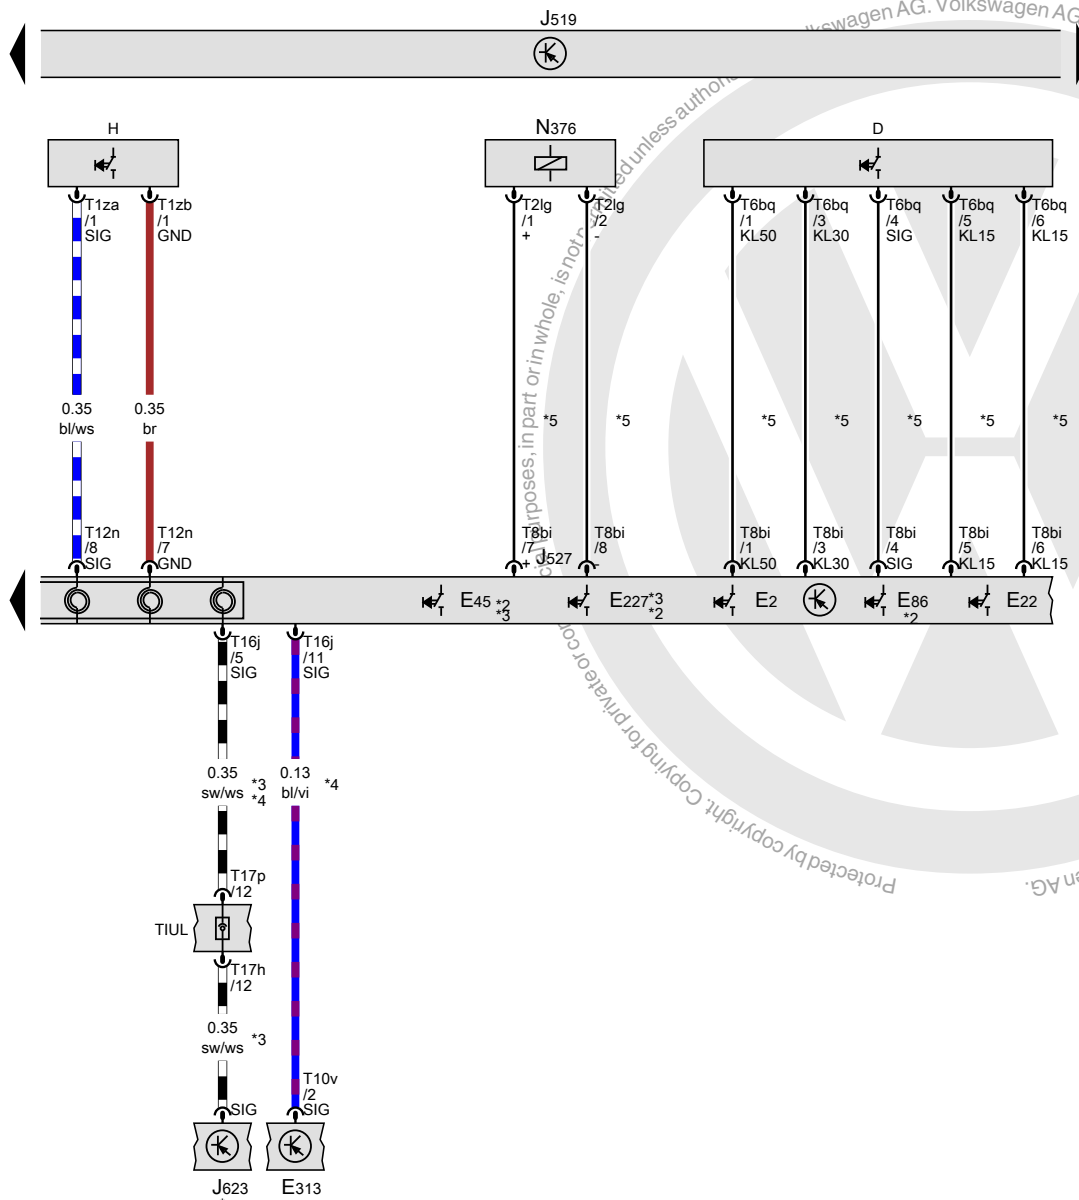 J519
lkswagen AG. Volkswagen AG
H
N376
D
T1za
/1
SIG
T1zb
/1
GND
T2lg
/1
+
T2lg
/2
-
T6bq
/1
KL50
T6bq
/3
KL30
T6bq
/4
SIG
T6bq
/5
KL15
T6bq
/6
KL15
0.35
bl/ws
0.35
br
*5
*5
*5
*5
*5
*5
*5
T12n
/8
SIG
T12n
/7
GND
T8bi
/7
+
J527
T8bi
/8
-
T8bi
/1
KL50
T8bi
/3
KL30
T8bi
/4
SIG
T8bi
/5
KL15
T8bi
/6
KL15
E45
*2
*3
E227
*3
*2
E2
E86
*2
E22
T16j
/5
SIG
T16j
/11
SIG
0.35
sw/ws
*3
*4
0.13
bl/vi
*4
T17p
/12
TIUL
T17h
/12
0.35
sw/ws
*3
T10v
/2
SIG
SIG
J623
E313
Protected by copyright. Copying for private or
purposes, in part or in whole, is not
unless